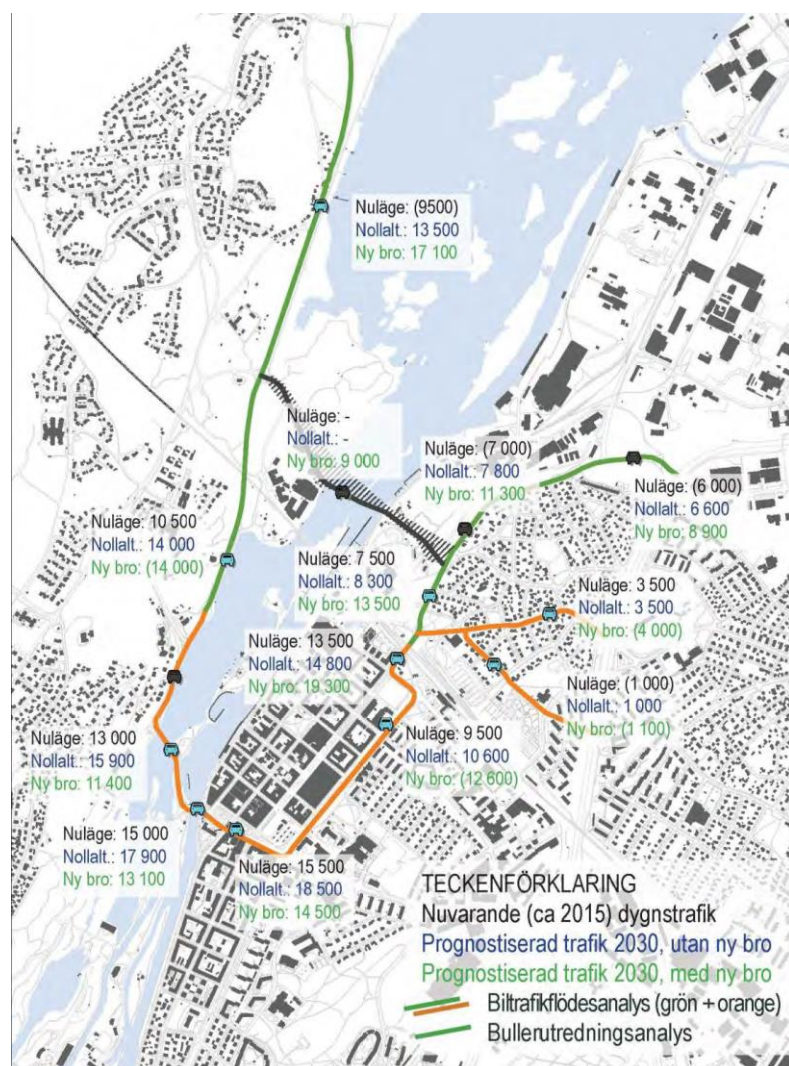 Nuläge: (9500)
Nollalt.: 13 500
Ny bro: 17 100
Nuläge: -
Nollalt.: -
Ny bro: 9 000
Nuläge: (7 000)
Nollalt.: 7 800
Ny bro: 11 300
Nuläge: (6 000)
Nollalt.: 6 600
Ny bro: 8 900
Nuläge: 10 500
Nollalt.: 14 000
Ny bro: (14 000)
Nuläge: 7 500
Nollalt.: 8 300
Ny bro: 13 500
Nuläge: 3 500
Nollalt.: 3 500
Ny bro: (4 000)
Nuläge: 13 500
Nollalt.: 14 800
Ny bro: 19 300
Nuläge: (1 000)
Nollalt.: 1 000
Ny bro: (1 100)
Nuläge: 13 000
Nollalt.: 15 900
Ny bro: 11 400
Nuläge: 9 500
Nollalt.: 10 600
Ny bro: (12 600)
Nuläge: 15 000
Nollalt.: 17 900
Ny bro: 13 100
Nuläge: 15 500
Nollalt.: 18 500
Ny bro: 14 500
TECKENFÖRKLARING
Nuvarande (ca 2015) dygnstrafik
Prognostiserad trafik 2030, utan ny bro
Prognostiserad trafik 2030, med ny bro
Biltrafikflödesanalys (grön + orange)
Bullerutredningsanalys